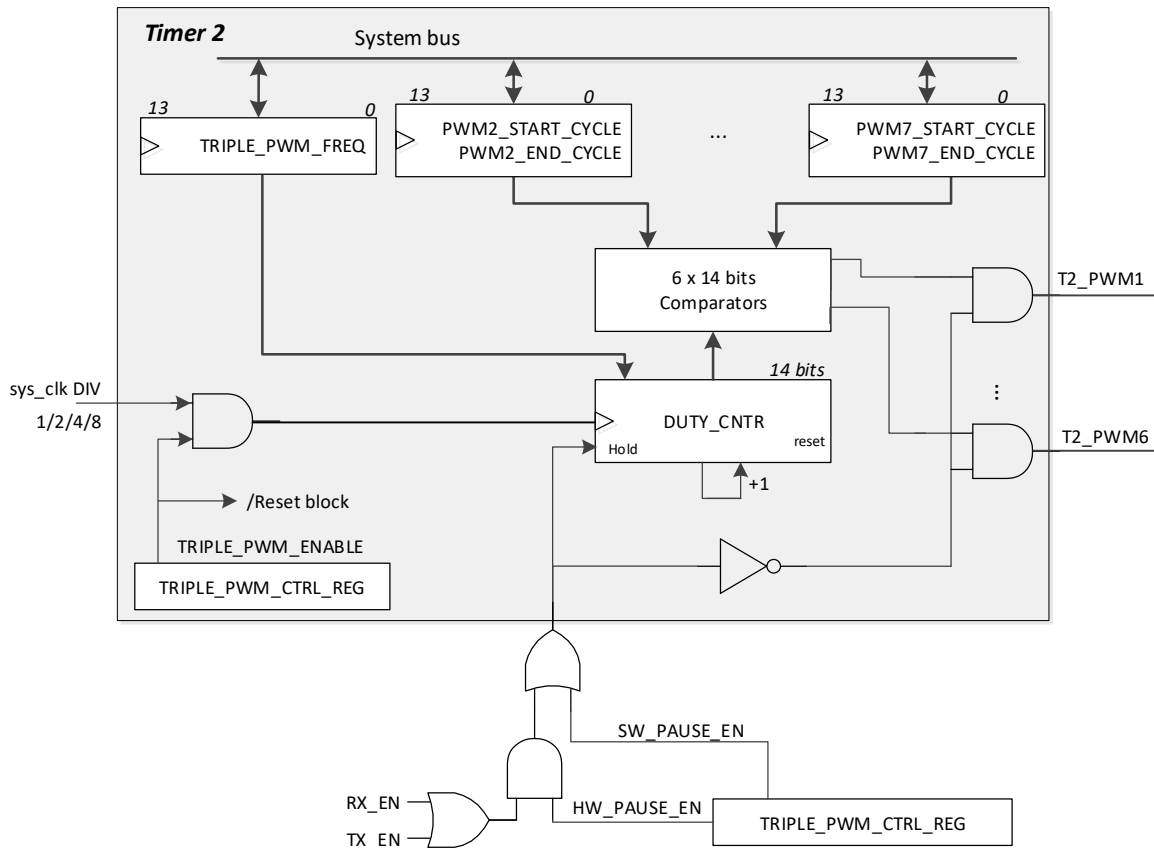 Timer 2
System bus
13
0
13
0
13
0
TRIPLE_PWM_FREQ
PWM2_START_CYCLE
PWM2_END_CYCLE
...
PWM7_START_CYCLE
PWM7_END_CYCLE
6 x 14 bits
Comparators
T2_PWM1
sys_clk DIV
1/2/4/8
14 bits
DUTY_CNTR
Hold
reset
+1
...
T2_PWM6
/Reset block
TRIPLE_PWM_ENABLE
TRIPLE_PWM_CTRL_REG
SW_PAUSE_EN
RX_EN
TX_EN
HW_PAUSE_EN
TRIPLE_PWM_CTRL_REG